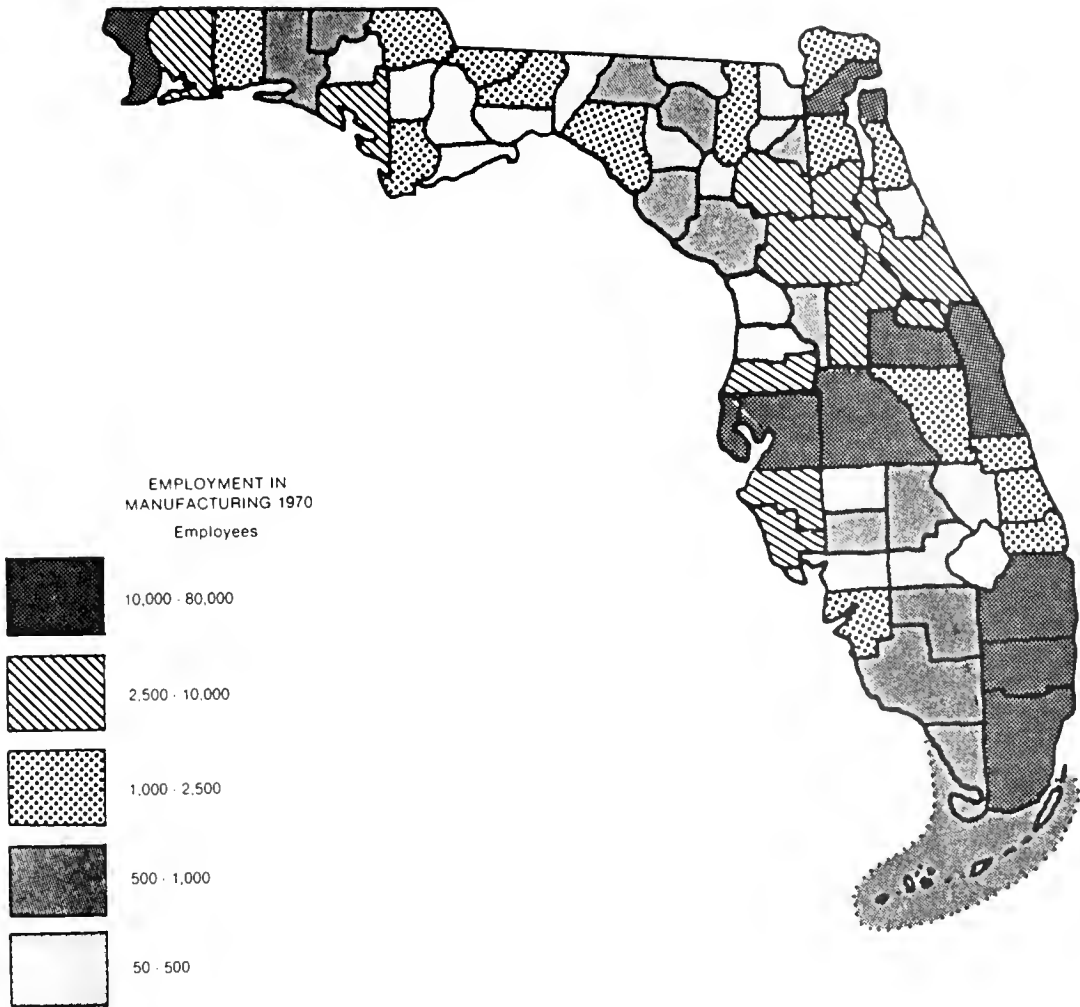 EMPLOYMENT IN
MANUFACTURING 1970
Employees
10,000 - 80,000
2,500 - 10,000
1,000 - 2,500
500 - 1,000
50 - 500